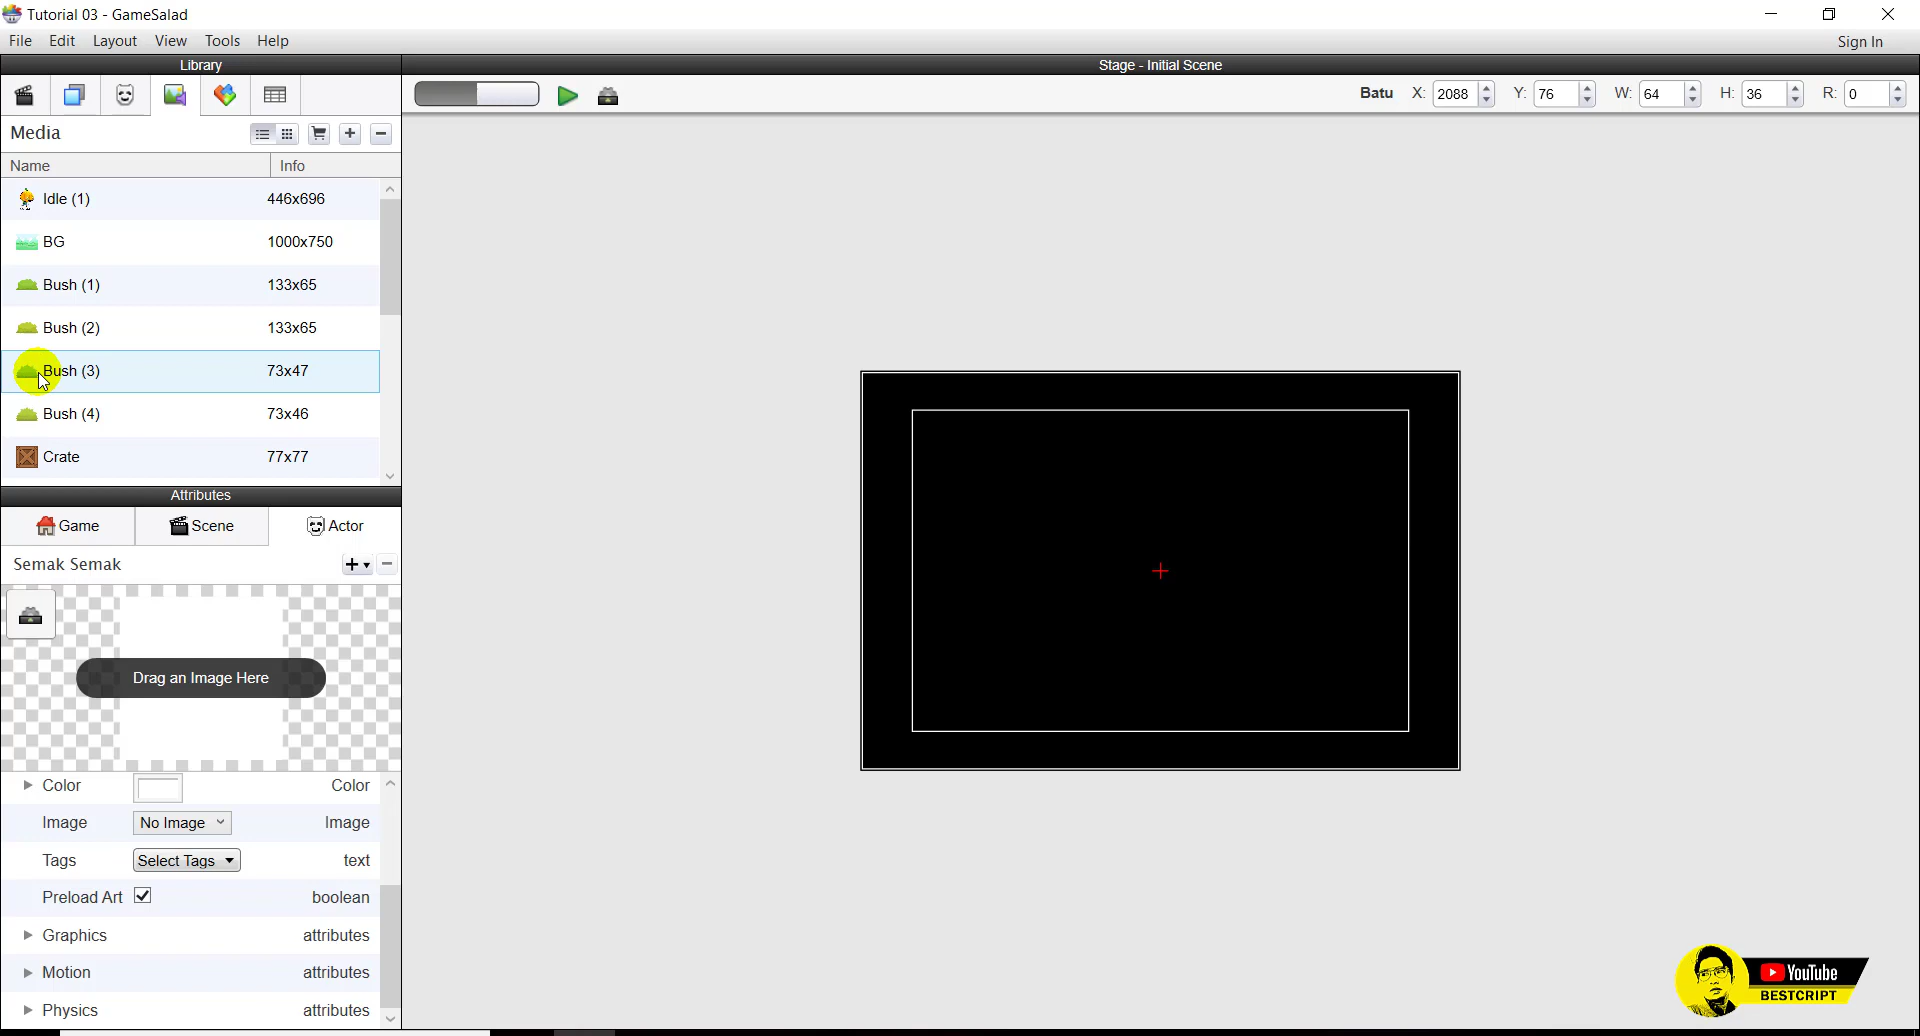 Tutorial 03 - GameSalad
File Edit Layout View Tools Help
Sign In
Library
Stage - Initial Scene
Batu X: 2088 Y: 76 W: 64 H: 36 R: 0
Media
Name Info
Idle (1) 446x696
BG 1000x750
Bush (1) 133x65
Bush (2) 133x65
Bush (3) 73x47
Bush (4) 73x46
Crate 77x77
Attributes
Game Scene Actor
Semak Semak
Drag an Image Here
Color Color
Image No Image Image
Tags Select Tags text
Preload Art boolean
Graphics attributes
Motion attributes
Physics attributes
YouTube
BESTCRIPT